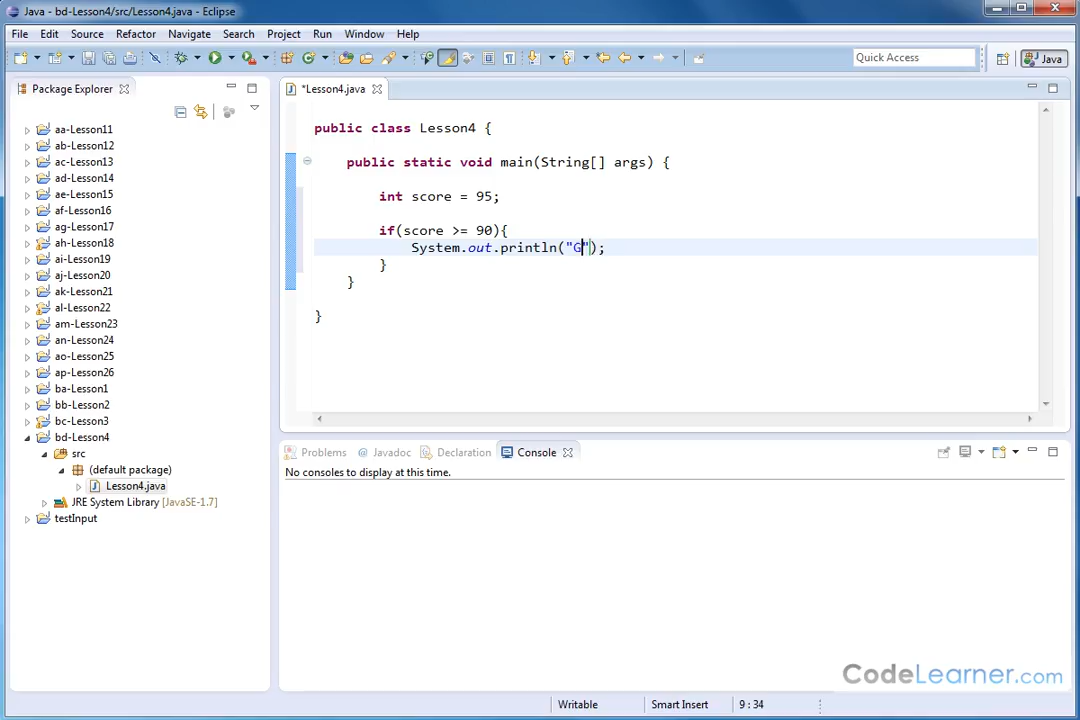 Java - bd-Lesson4/src/Lesson4.java - Eclipse
File Edit Source Refactor Navigate Search Project Run Window Help
Quick Access
Java
Package Explorer
*Lesson4.java
aa-Lesson11
ab-Lesson12
ac-Lesson13
ad-Lesson14
ae-Lesson15
af-Lesson16
ag-Lesson17
ah-Lesson18
ai-Lesson19
aj-Lesson20
ak-Lesson21
al-Lesson22
am-Lesson23
an-Lesson24
ao-Lesson25
ap-Lesson26
ba-Lesson1
bb-Lesson2
bc-Lesson3
bd-Lesson4
src
(default package)
Lesson4.java
JRE System Library [JavaSE-1.7]
testInput
public class Lesson4 {
public static void main(String[] args) {
int score = 95;
if(score >= 90){
System.out.println("G");
}
}
}
Problems @ Javadoc Declaration Console
No consoles to display at this time.
CodeLearner.com
Writable Smart Insert 9 : 34